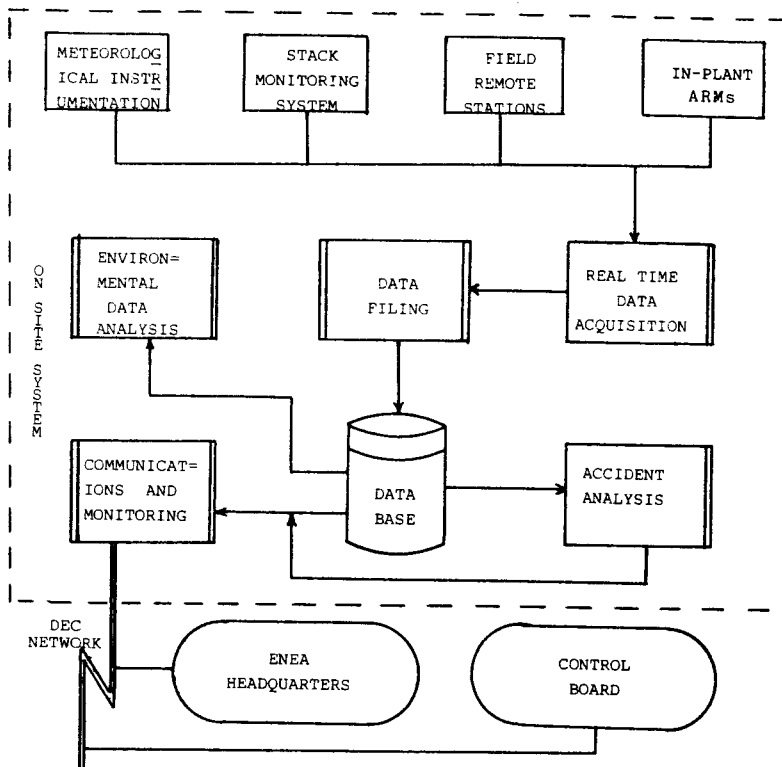 METEOROLOG
ICAL INSTR
UMENTATION
STACK
MONITORING
SYSTEM
FIELD
REMOTE
STATIONS
IN-PLANT
ARMs
ENVIRON=
MENTAL
DATA
ANALYSIS
DATA
FILING
REAL TIME
DATA
ACQUISITION
ON SITE SYSTEM
COMMUNICAT=
IONS AND
MONITORING
DATA
BASE
ACCIDENT
ANALYSIS
DEC
NETWORK
ENEA
HEADQUARTERS
CONTROL
BOARD